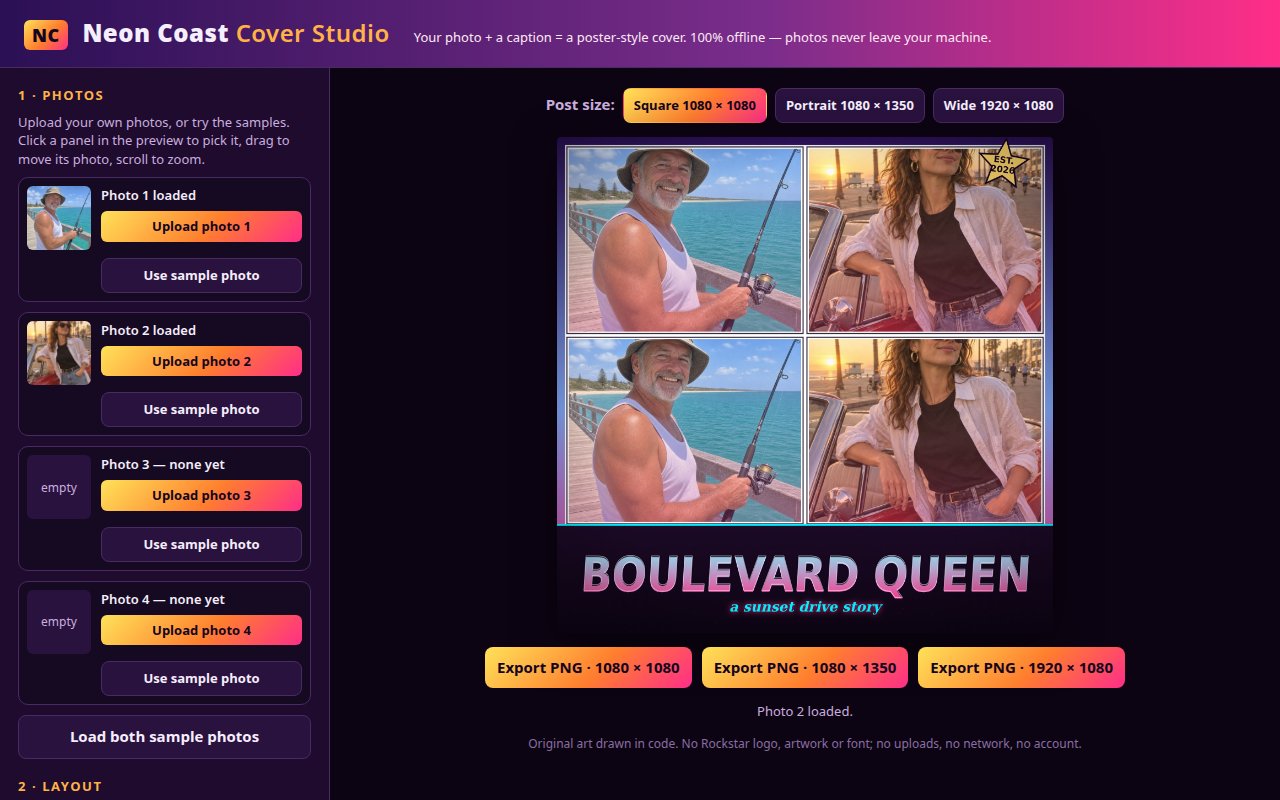 NC Neon Coast Cover Studio Your photo + a caption = a poster-style cover. 100% offline — photos never leave your machine.
1 · PHOTOS
Upload your own photos, or try the samples.
Click a panel in the preview to pick it, drag to
move its photo, scroll to zoom.
Photo 1 loaded
Upload photo 1
Use sample photo
Photo 2 loaded
Upload photo 2
Use sample photo
empty
Photo 3 — none yet
Upload photo 3
Use sample photo
empty
Photo 4 — none yet
Upload photo 4
Use sample photo
Load both sample photos
2 · LAYOUT
Post size: Square 1080 × 1080 Portrait 1080 × 1350 Wide 1920 × 1080
EST.
2026
BOULEVARD QUEEN
a sunset drive story
Export PNG · 1080 × 1080 Export PNG · 1080 × 1350 Export PNG · 1920 × 1080
Photo 2 loaded.
Original art drawn in code. No Rockstar logo, artwork or font; no uploads, no network, no account.